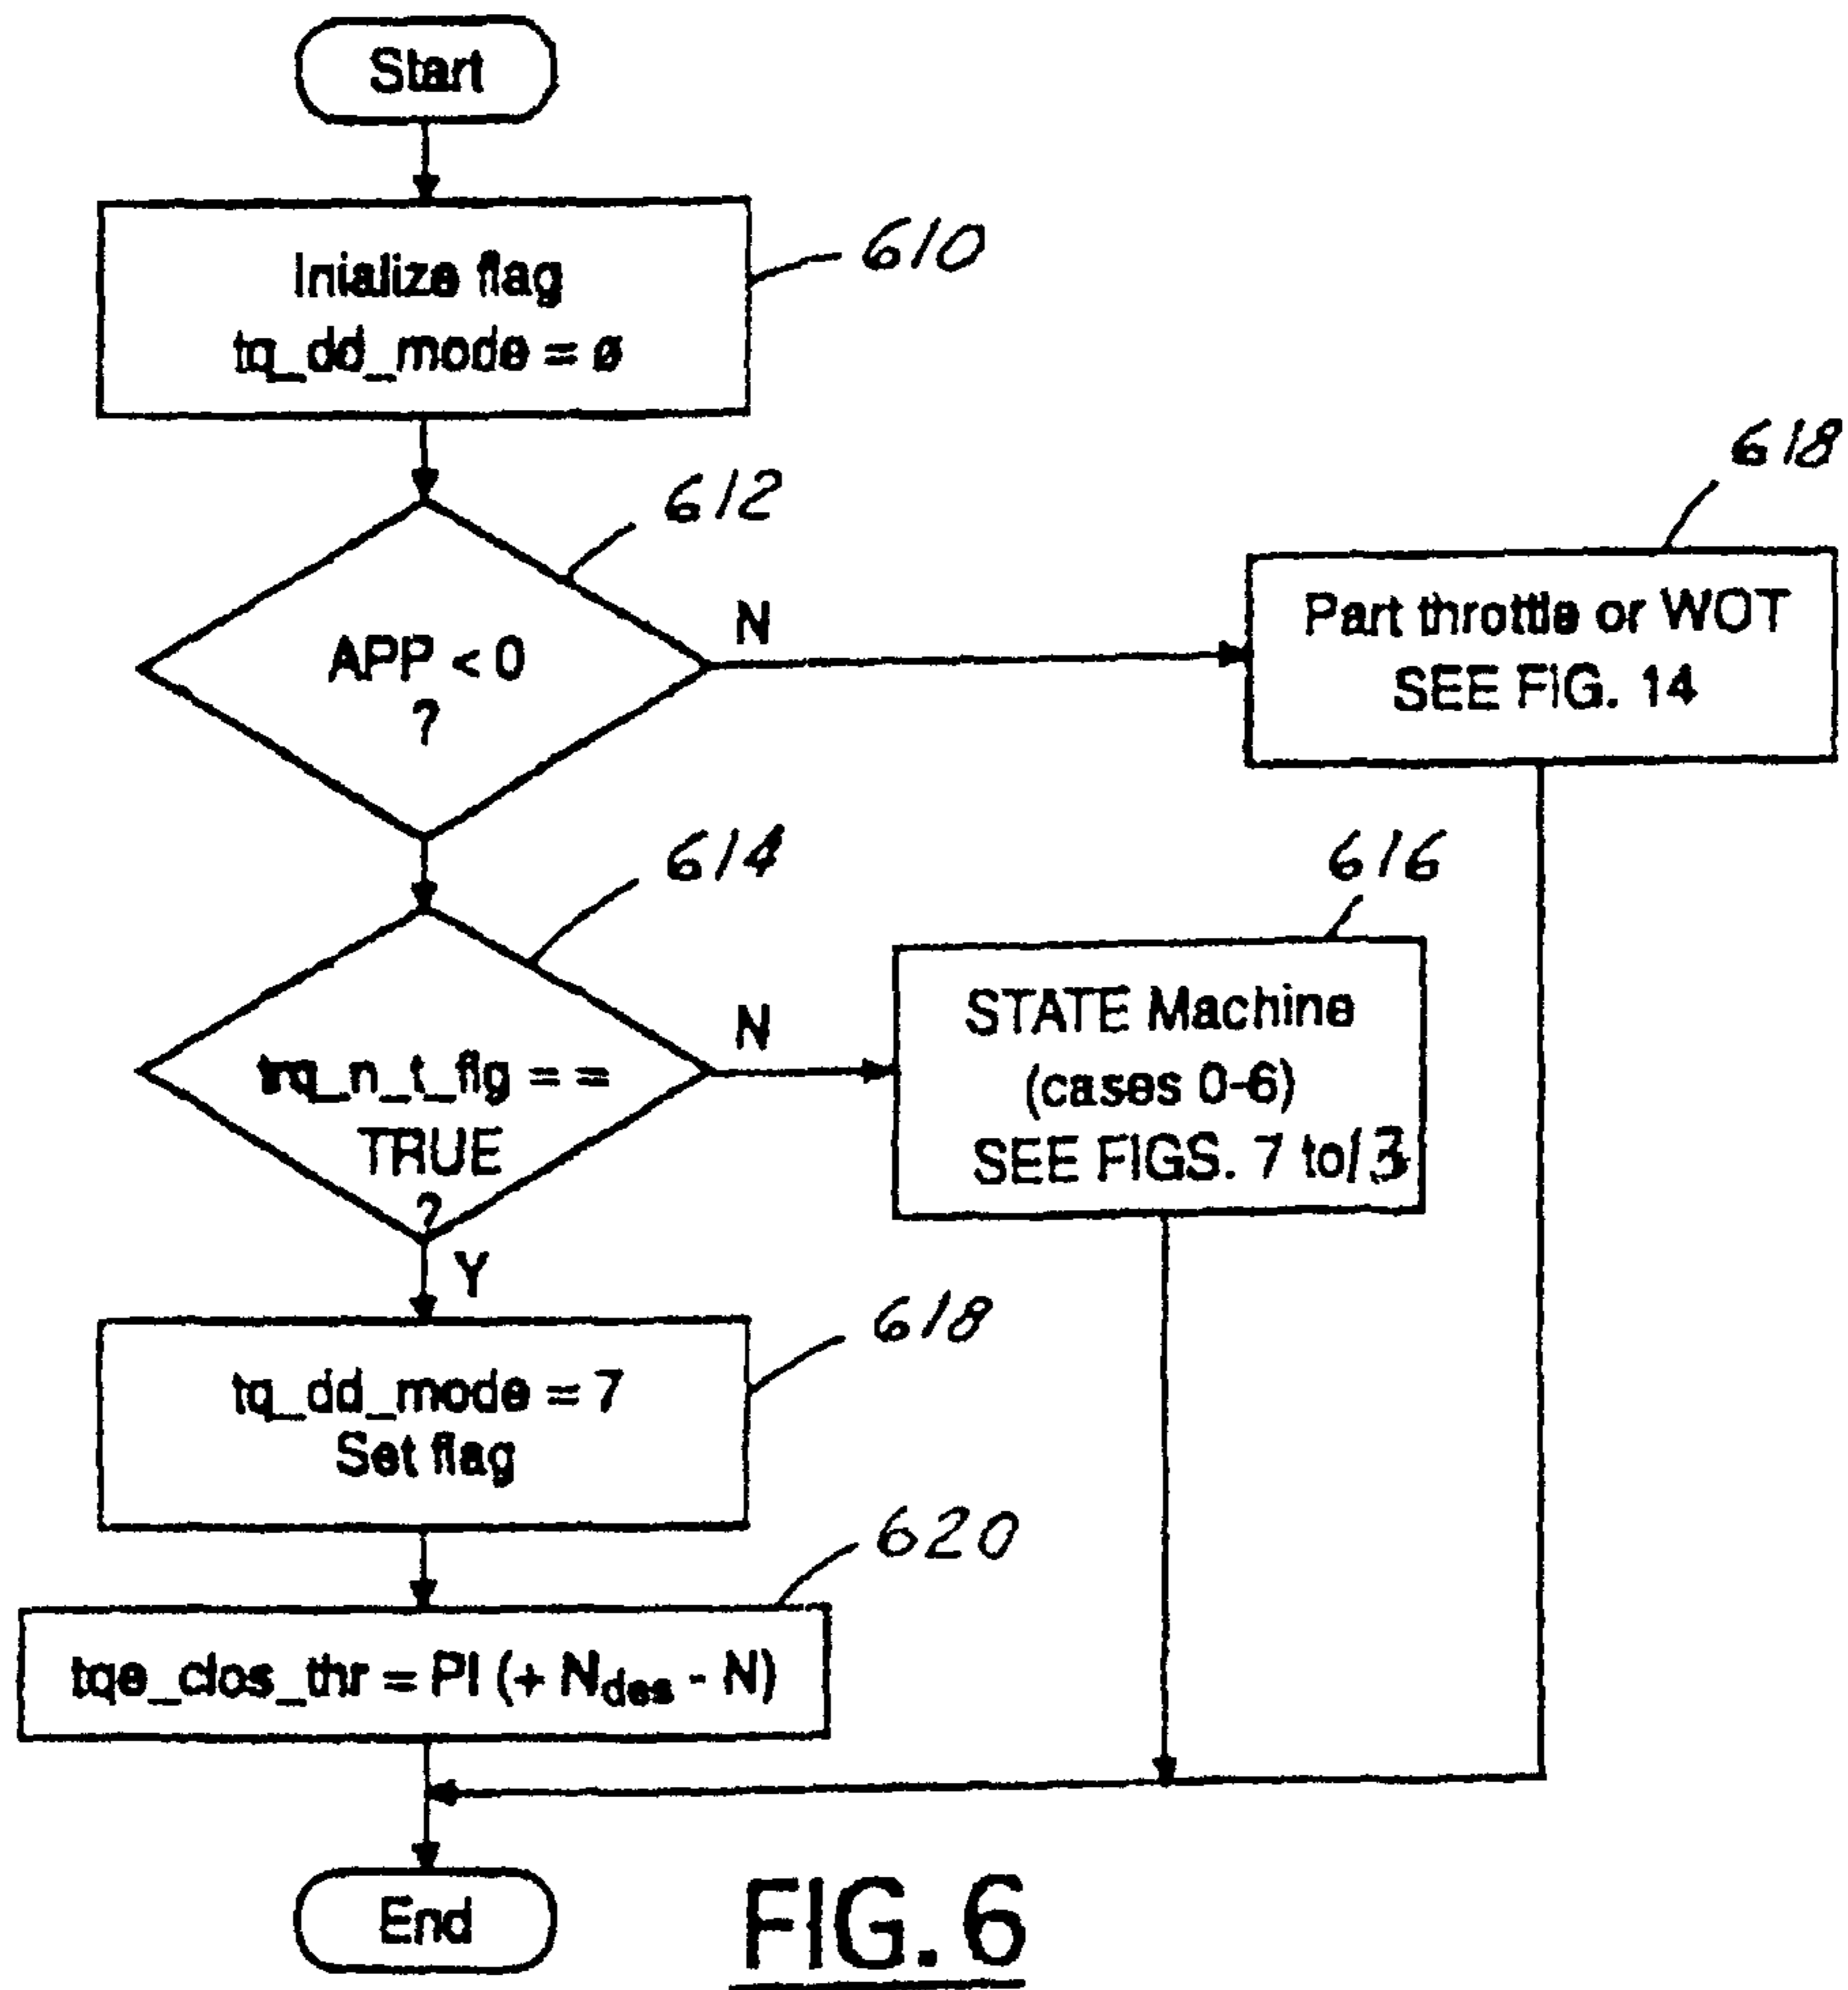 Start
Inialize flag
tq_dd_mode = ø
610
612
APP < 0
?
N
618
Part throttle or WOT
SEE FIG. 14
614
trq_n_t_flg = =
TRUE
?
N
616
STATE Machine
(cases 0-6)
SEE FIGS. 7 to 13
Y
618
tq_dd_mode = 7
Set flag
620
tqe_clos_thr = PI (+ Ndes - N)
End
FIG. 6